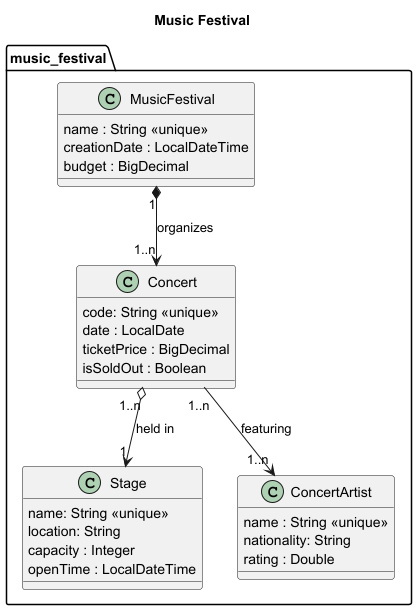 Music Festival
music_festival
C MusicFestival
name : String «unique»
creationDate : LocalDateTime
budget : BigDecimal
1
organizes
1..n
C Concert
code: String «unique»
date : LocalDate
ticketPrice : BigDecimal
isSoldOut : Boolean
1..n
1..n
held in
featuring
1
1..n
C Stage
name: String «unique»
location: String
capacity : Integer
openTime : LocalDateTime
C ConcertArtist
name : String «unique»
nationality: String
rating : Double